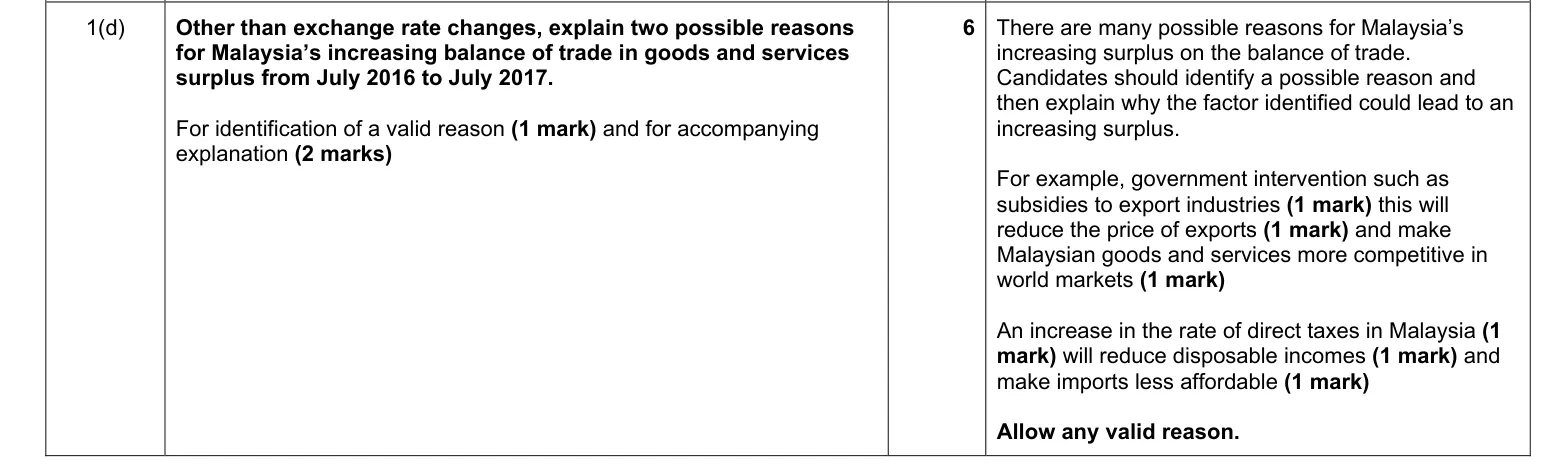 1(d)
Other than exchange rate changes, explain two possible reasons
for Malaysia's increasing balance of trade in goods and services
surplus from July 2016 to July 2017.
For identification of a valid reason (1 mark) and for accompanying
explanation (2 marks)
6
There are many possible reasons for Malaysia's
increasing surplus on the balance of trade.
Candidates should identify a possible reason and
then explain why the factor identified could lead to an
increasing surplus.
For example, government intervention such as
subsidies to export industries (1 mark) this will
reduce the price of exports (1 mark) and make
Malaysian goods and services more competitive in
world markets (1 mark)
An increase in the rate of direct taxes in Malaysia (1
mark) will reduce disposable incomes (1 mark) and
make imports less affordable (1 mark)
Allow any valid reason.